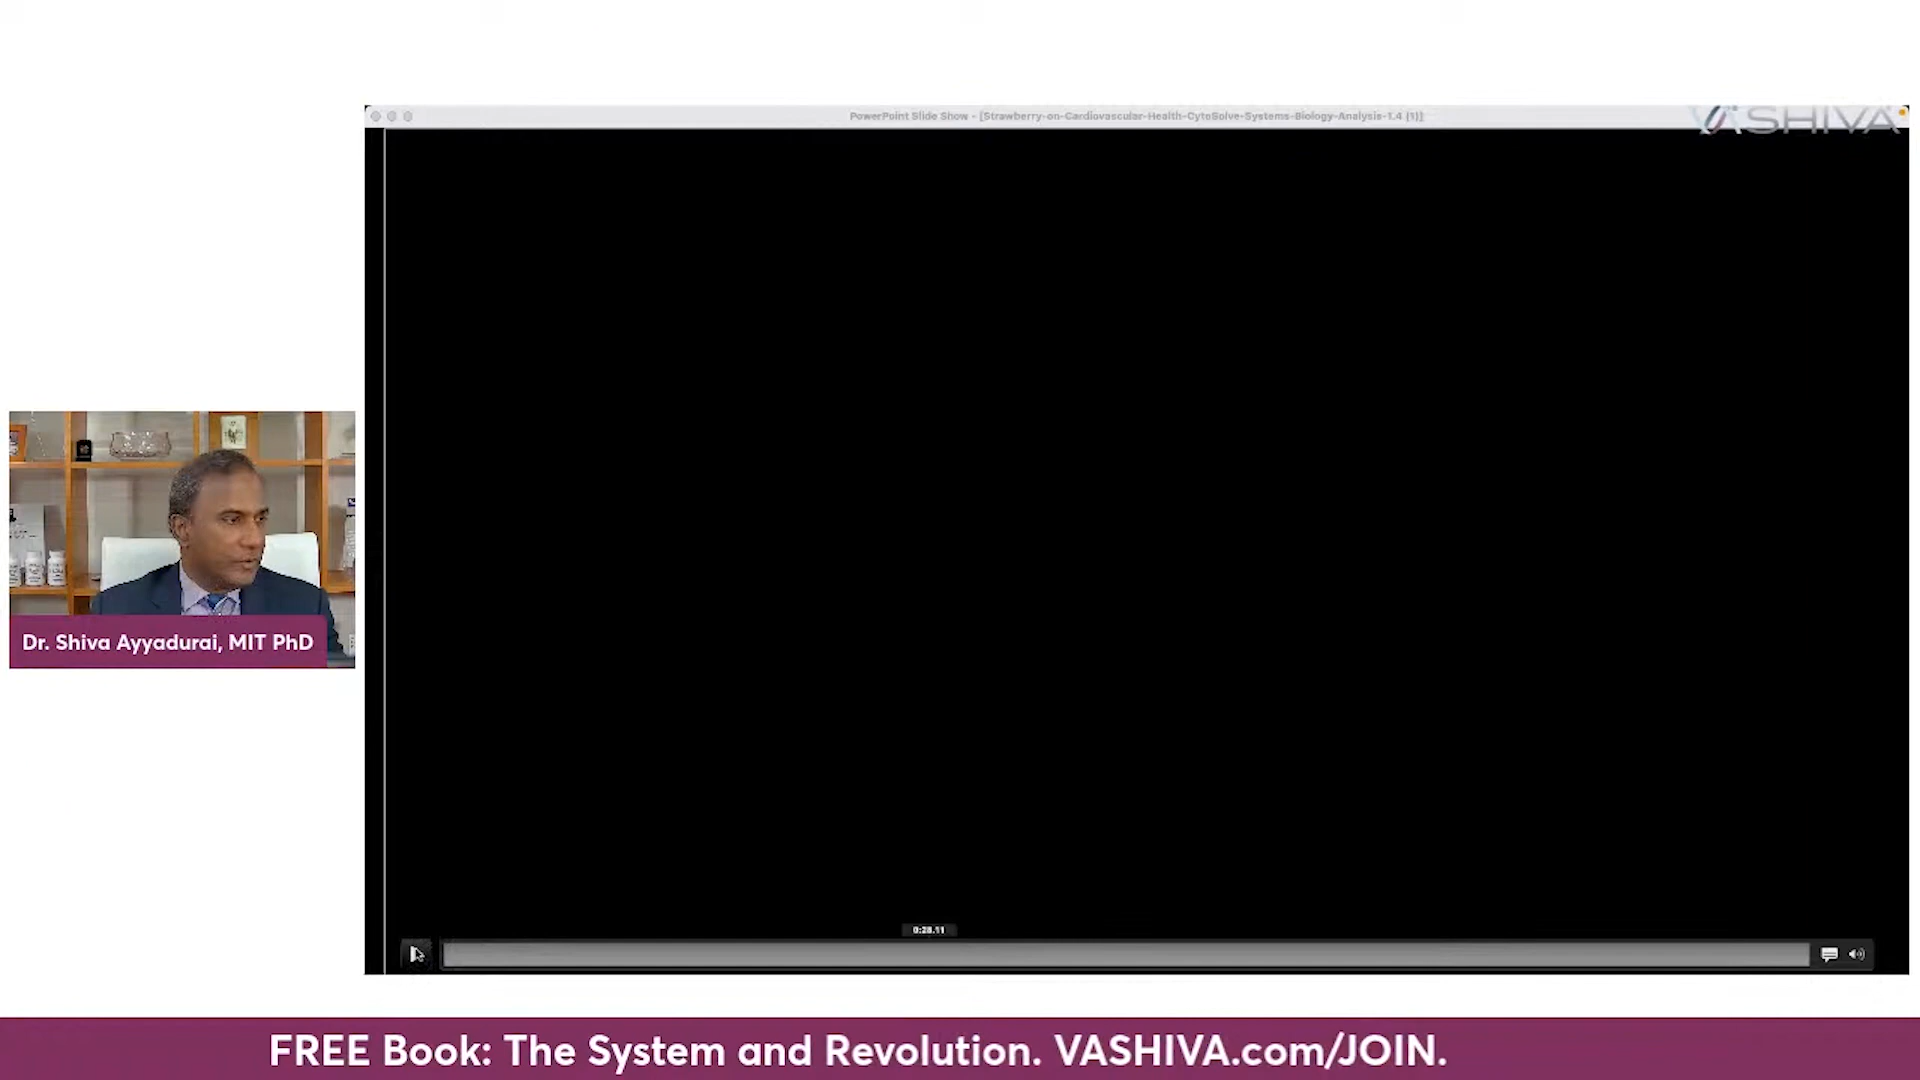 PowerPoint Slide Show - [Strawberry-on-Cardiovascular-Health-CytoSolve-Systems-Biology-Analysis-1.4 (1)]
VASHIVA
Dr. Shiva Ayyadurai, MIT PhD
0:28.11
FREE Book: The System and Revolution. VASHIVA.com/JOIN.